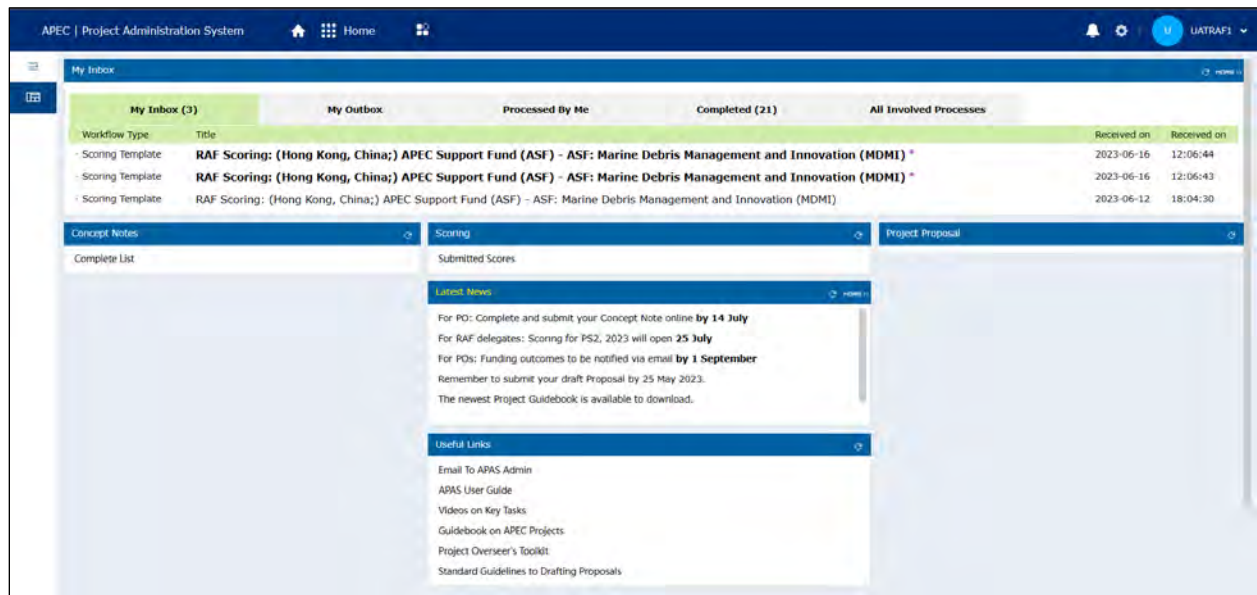 APEC | Project Administration System Home UATRAF1
My Inbox HOME
My Inbox (3) My Outbox Processed By Me Completed (21) All Involved Processes
Workflow Type Title Received on Received on
Scoring Template RAF Scoring: (Hong Kong, China;) APEC Support Fund (ASF) - ASF: Marine Debris Management and Innovation (MDMI) * 2023-06-16 12:06:44
Scoring Template RAF Scoring: (Hong Kong, China;) APEC Support Fund (ASF) - ASF: Marine Debris Management and Innovation (MDMI) * 2023-06-16 12:06:43
Scoring Template RAF Scoring: (Hong Kong, China;) APEC Support Fund (ASF) - ASF: Marine Debris Management and Innovation (MDMI) 2023-06-12 18:04:30
Concept Notes Scoring Project Proposal
Complete List Submitted Scores
Latest News HOME
For PO: Complete and submit your Concept Note online by 14 July
For RAF delegates: Scoring for PS2, 2023 will open 25 July
For POs: Funding outcomes to be notified via email by 1 September
Remember to submit your draft Proposal by 25 May 2023.
The newest Project Guidebook is available to download.
Useful Links
Email To APAS Admin
APAS User Guide
Videos on Key Tasks
Guidebook on APEC Projects
Project Overseer's Toolkit
Standard Guidelines to Drafting Proposals